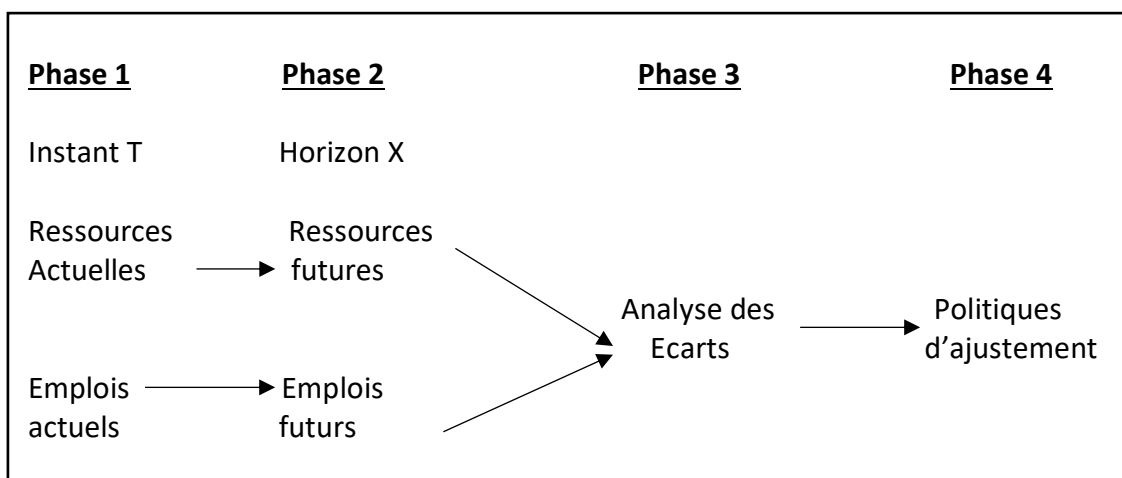 Phase 1 Phase 2 Phase 3 Phase 4
Instant T Horizon X
Ressources Ressources
Actuelles futures
Analyse des Politiques
Ecarts d’ajustement
Emplois Emplois
actuels futurs